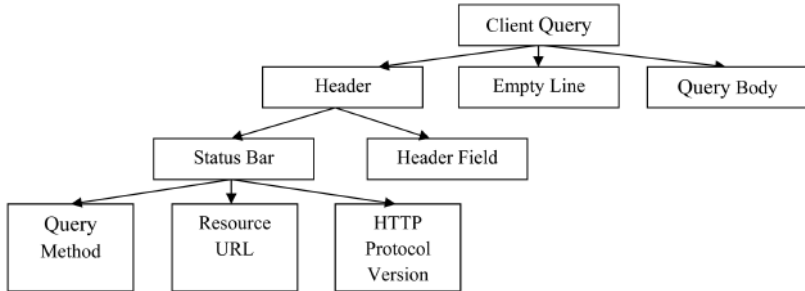 Client Query
Header
Empty Line
Query Body
Status Bar
Header Field
Query
Method
Resource
URL
HTTP
Protocol
Version